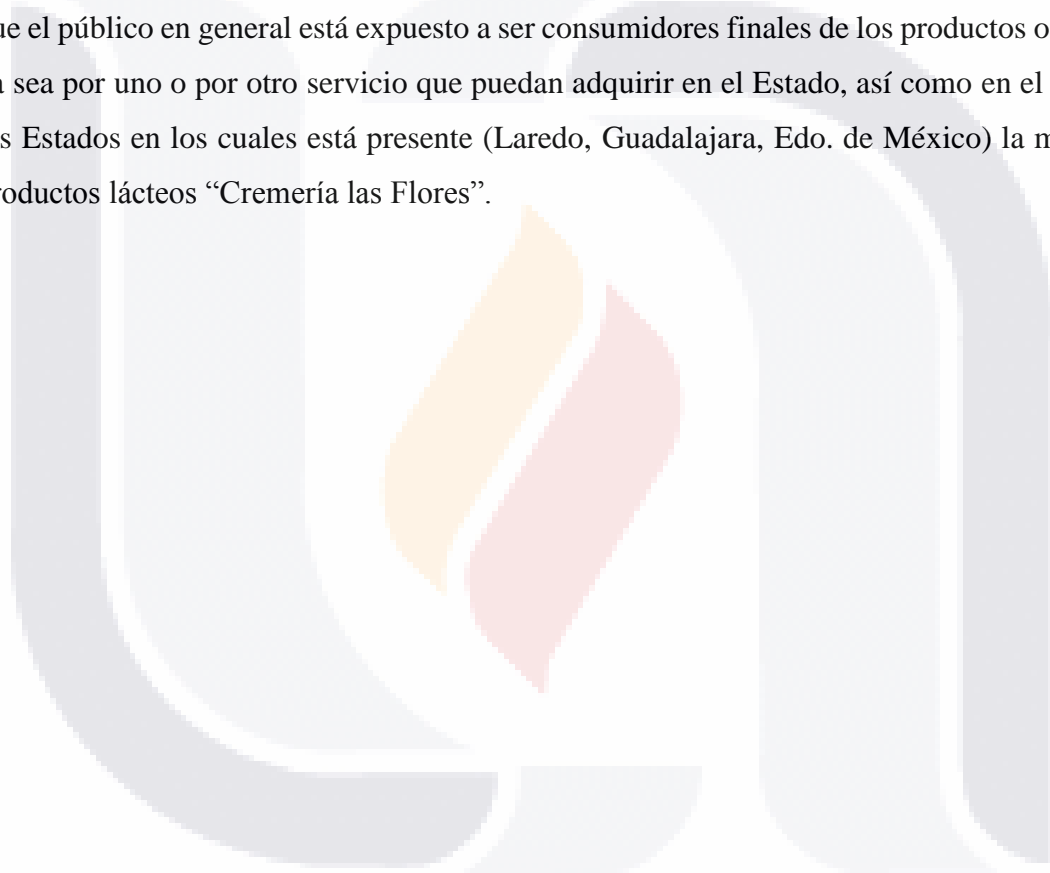 ue el público en general está expuesto a ser consumidores finales de los productos o
a sea por uno o por otro servicio que puedan adquirir en el Estado, así como en el
s Estados en los cuales está presente (Laredo, Guadalajara, Edo. de México) la m
roductos lácteos “Cremería las Flores”.